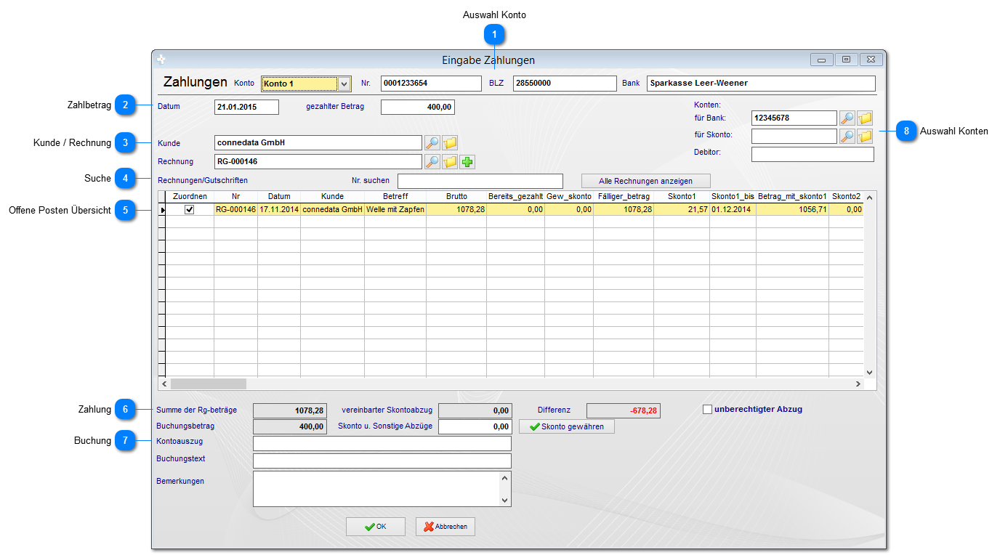 Auswahl Konto
1
Eingabe Zahlungen
Zahlungen Konto Konto 1 Nr. 0001233654 BLZ 28550000 Bank Sparkasse Leer-Weener
Zahlbetrag 2 Datum 21.01.2015 gezahlter Betrag 400,00 Konten:
für Bank: 12345678
Kunde / Rechnung 3 Kunde connedata GmbH für Skonto: 8 Auswahl Konten
Rechnung RG-000146 Debitor:
Suche 4 Rechnungen/Gutschriften Nr. suchen Alle Rechnungen anzeigen
Zuordnen Nr Datum Kunde Betreff Brutto Bereits_gezahlt Gew_skonto Fälliger_betrag Skonto1 Skonto1_bis Betrag_mit_skonto1 Skonto2
Offene Posten Übersicht 5 RG-000146 17.11.2014 connedata GmbH Welle mit Zapfen 1078,28 0,00 0,00 1078,28 21,57 01.12.2014 1056,71 0,00
Zahlung 6 Summe der Rg-beträge 1078,28 vereinbarter Skontoabzug 0,00 Differenz -678,28 unberechtigter Abzug
Buchungsbetrag 400,00 Skonto u. Sonstige Abzüge 0,00 Skonto gewähren
Buchung 7 Kontoauszug
Buchungstext
Bemerkungen
OK Abbrechen